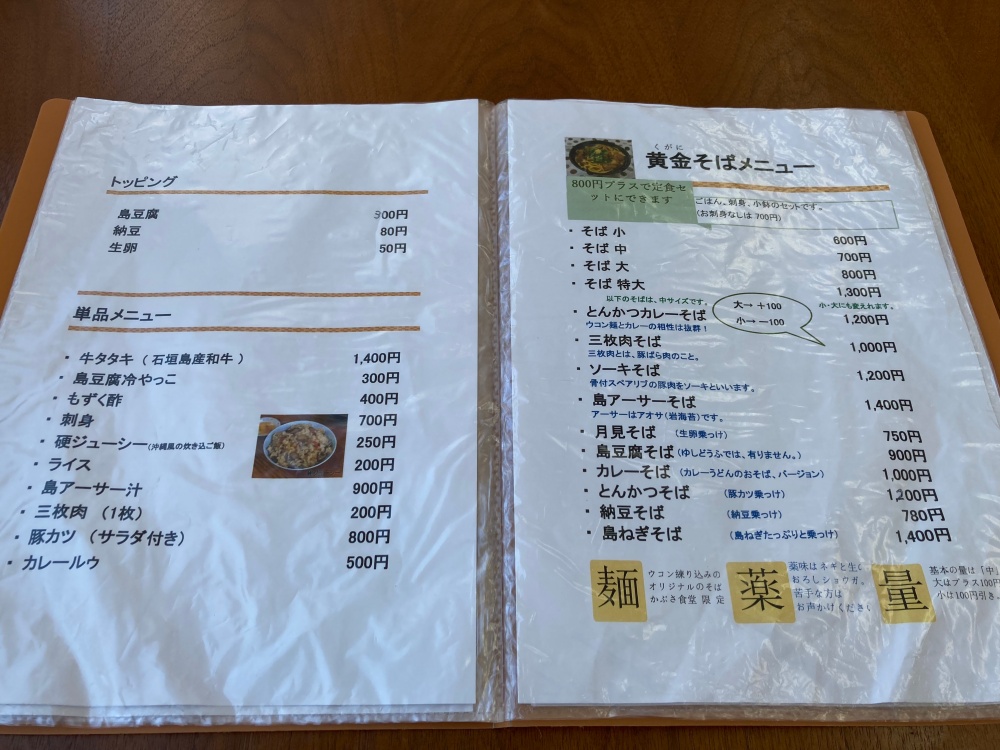 トッピング
島豆腐 300円
納豆 80円
生卵 50円
単品メニュー
・牛タタキ（石垣島産和牛） 1,400円
・島豆腐冷やっこ 300円
・もずく酢 400円
・刺身 700円
・硬ジューシー(沖縄風の炊き込ご飯) 250円
・ライス 200円
・島アーサー汁 900円
・三枚肉（1枚） 200円
・豚カツ（サラダ付き） 800円
・カレールゥ 500円
くがに
黄金そばメニュー
800円プラスで定食セ
ットにできます
ごはん。刺身、小鉢のセットです。
(お刺身なしは 700円)
・そば 小 600円
・そば 中 700円
・そば 大 800円
・そば 特大 1,300円
以下のそばは、中サイズです。
小・大にも変えれます。
大→ +100
小→ －100
・とんかつカレーそば 1,200円
ウコン麺とカレーの相性は抜群！
・三枚肉そば 1,000円
三枚肉とは、豚ばら肉のこと。
・ソーキそば 1,200円
骨付スペアリブの豚肉をソーキといいます。
・島アーサーそば 1,400円
アーサーはアオサ(岩海苔)です。
・月見そば （生卵乗っけ） 750円
・島豆腐そば(ゆしどうふでは、有りません。) 900円
・カレーそば （カレーうどんのおそば、バージョン） 1,000円
・とんかつそば （豚カツ乗っけ） 1,200円
・納豆そば （納豆乗っけ） 780円
・島ねぎそば （島ねぎたっぷりと乗っけ） 1,400円
麺
ウコン練り込みの
オリジナルのそば
かぶさ食堂 限 定
薬
薬味はネギと生い
おろしショウガ。
苦手な方は
お声かけください
量
基本の量は「中」
大はプラス100円
小は100円引き。